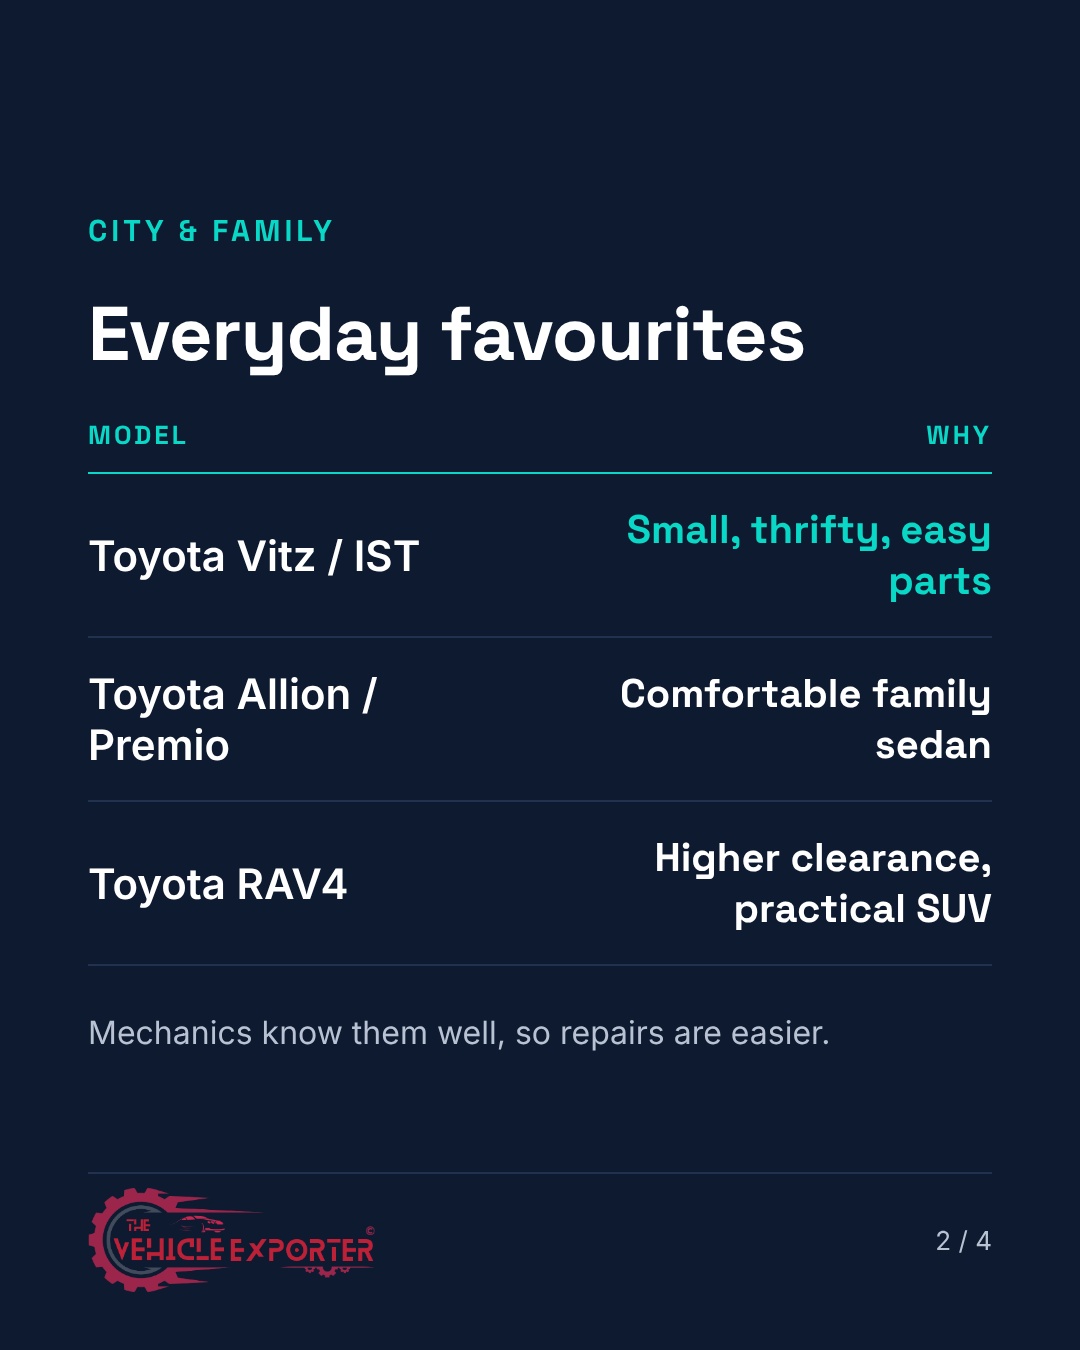 CITY & FAMILY
Everyday favourites
MODEL WHY
Toyota Vitz / IST
Small, thrifty, easy
parts
Toyota Allion /
Premio
Comfortable family
sedan
Toyota RAV4
Higher clearance,
practical SUV
Mechanics know them well, so repairs are easier.
THE
VEHICLE EXPORTER©
2 / 4